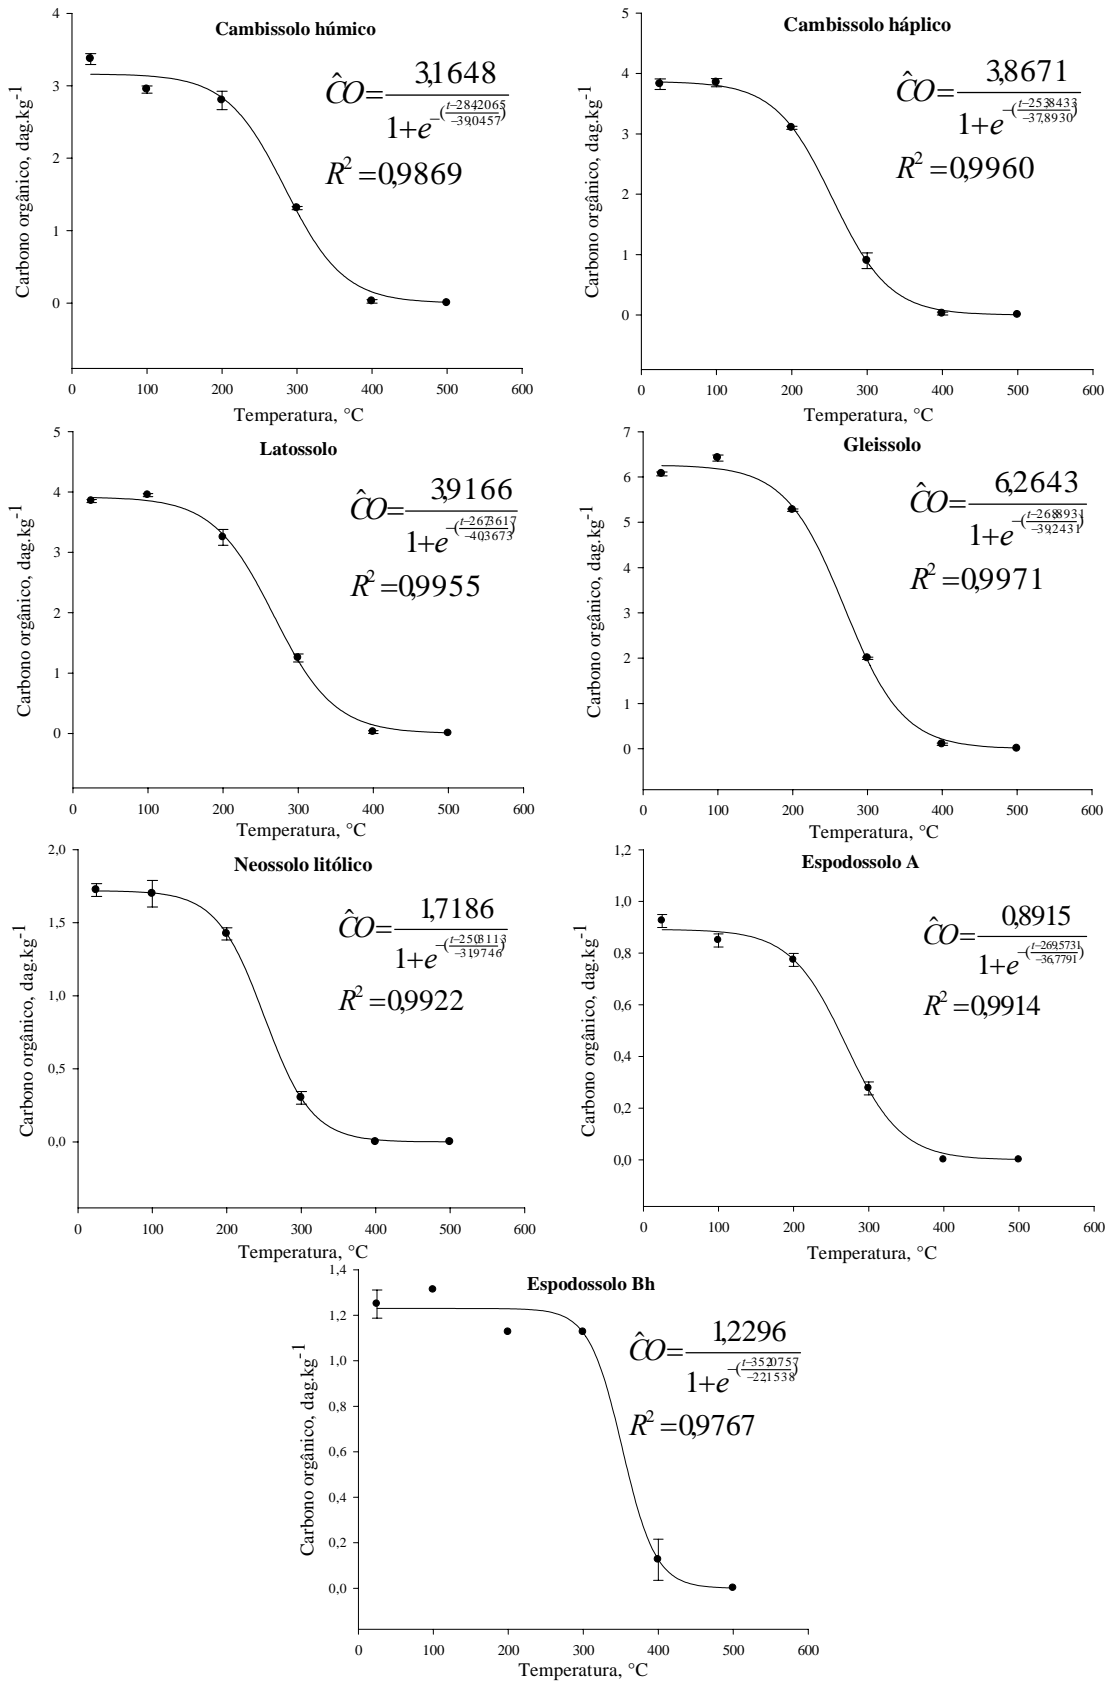 Cambissolo húmico
Carbono orgânico, dag.kg-1
4
3
2
1
0
ĈO = 3,1648 / 1+e^−((t−284,2065)/(−39,0457))
R² = 0,9869
0 100 200 300 400 500 600
Temperatura, °C
Cambissolo háplico
Carbono orgânico, dag.kg-1
5
4
3
2
1
0
ĈO = 3,8671 / 1+e^−((t−253,8433)/(−37,8930))
R² = 0,9960
0 100 200 300 400 500 600
Temperatura, °C
Latossolo
Carbono orgânico, dag.kg-1
5
4
3
2
1
0
ĈO = 3,9166 / 1+e^−((t−267,3617)/(−40,3673))
R² = 0,9955
0 100 200 300 400 500 600
Temperatura, °C
Gleissolo
Carbono orgânico, dag.kg-1
7
6
5
4
3
2
1
0
ĈO = 6,2643 / 1+e^−((t−268,8931)/(−39,2431))
R² = 0,9971
0 100 200 300 400 500 600
Temperatura, °C
Neossolo litólico
Carbono orgânico, dag.kg-1
2,0
1,5
1,0
0,5
0,0
ĈO = 1,7186 / 1+e^−((t−250,3113)/(−31,9746))
R² = 0,9922
0 100 200 300 400 500 600
Temperatura, °C
Espodossolo A
Carbono orgânico, dag.kg-1
1,2
1,0
0,8
0,6
0,4
0,2
0,0
ĈO = 0,8915 / 1+e^−((t−269,5731)/(−36,7791))
R² = 0,9914
0 100 200 300 400 500 600
Temperatura, °C
Espodossolo Bh
Carbono orgânico, dag.kg-1
1,4
1,2
1,0
0,8
0,6
0,4
0,2
0,0
ĈO = 1,2296 / 1+e^−((t−352,0757)/(−22,1538))
R² = 0,9767
0 100 200 300 400 500 600
Temperatura, °C